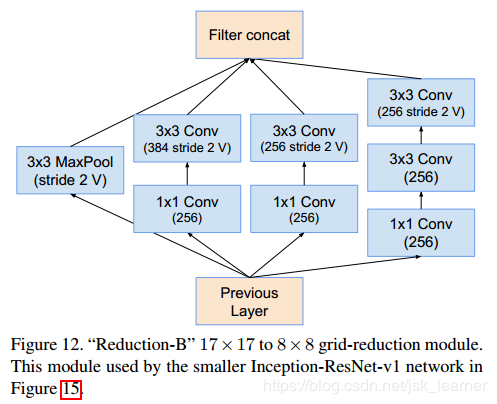 Filter concat
3x3 MaxPool
(stride 2 V)
3x3 Conv
(384 stride 2 V)
1x1 Conv
(256)
3x3 Conv
(256 stride 2 V)
1x1 Conv
(256)
3x3 Conv
(256 stride 2 V)
3x3 Conv
(256)
1x1 Conv
(256)
Previous
Layer
Figure 12. “Reduction-B” 17 × 17 to 8 × 8 grid-reduction module.
This module used by the smaller Inception-ResNet-v1 network in
Figure 15.
https://blog.csdn.net/jsk_learner